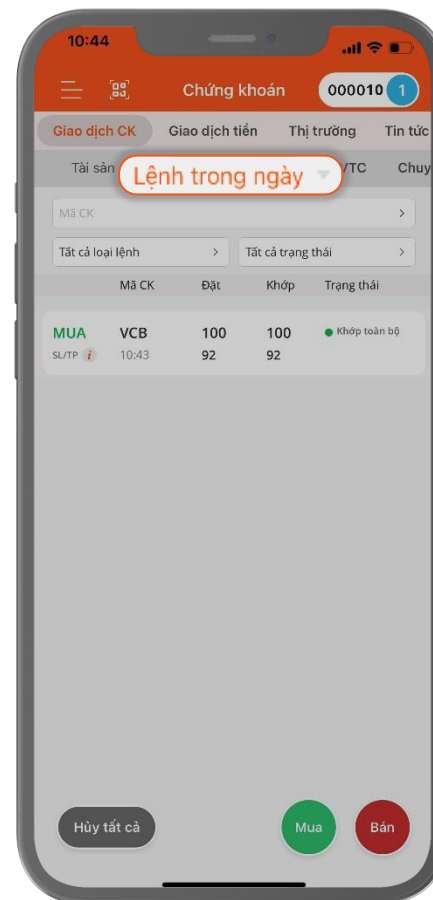 10:44
Chứng khoán
000010 1
Giao dịch CK Giao dịch tiền Thị trường Tin tức
Tài sản Lệnh trong ngày /TC Chuy
Mã CK
Tất cả loại lệnh Tất cả trạng thái
Mã CK Đặt Khớp Trạng thái
MUA VCB 100 100 Khớp toàn bộ
SL/TP i 10:43 92 92
Hủy tất cả Mua Bán